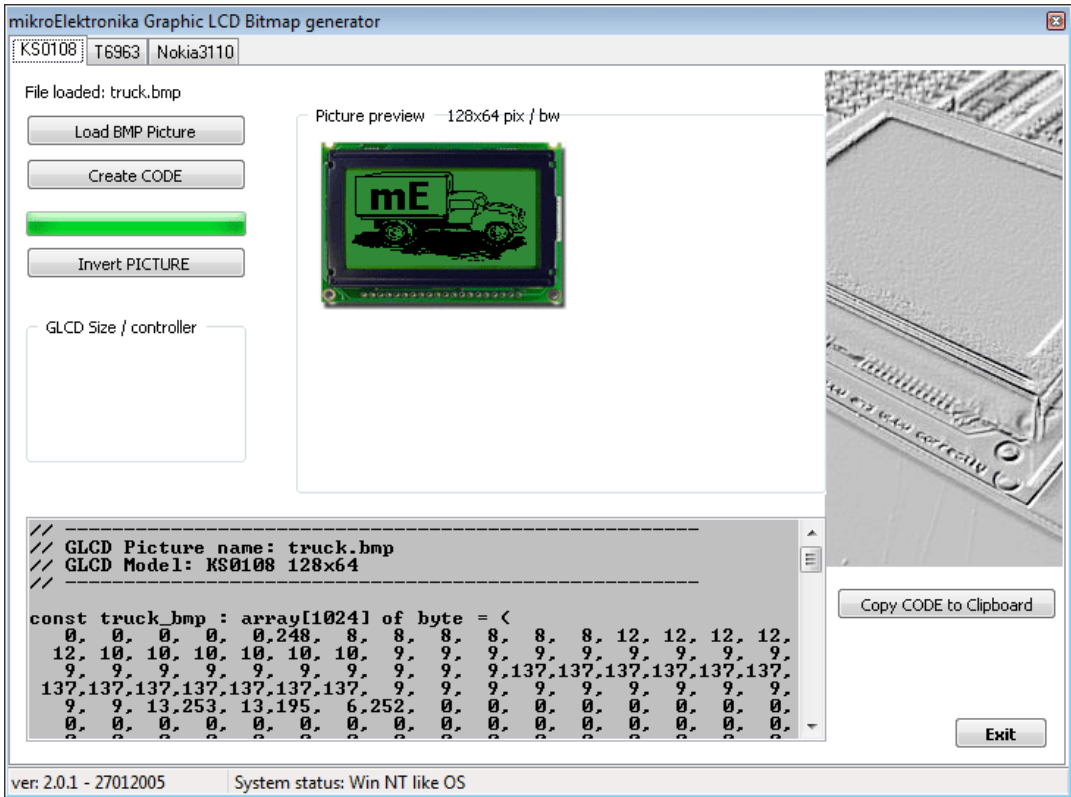 mikroElektronika Graphic LCD Bitmap generator
KS0108 T6963 Nokia3110
File loaded: truck.bmp
Load BMP Picture
Create CODE
Invert PICTURE
GLCD Size / controller
Picture preview 128x64 pix / bw
mE
// ------------------------------------------------------
// GLCD Picture name: truck.bmp
// GLCD Model: KS0108 128x64
// ------------------------------------------------------
const truck_bmp : array[1024] of byte = (
0, 0, 0, 0, 0,248, 8, 8, 8, 8, 8, 8, 12, 12, 12, 12,
12, 10, 10, 10, 10, 10, 10, 9, 9, 9, 9, 9, 9, 9, 9, 9,
9, 9, 9, 9, 9, 9, 9, 9, 9, 9,137,137,137,137,137,137,
137,137,137,137,137,137,137, 9, 9, 9, 9, 9, 9, 9, 9, 9,
9, 9, 13,253, 13,195, 6,252, 0, 0, 0, 0, 0, 0, 0, 0,
0, 0, 0, 0, 0, 0, 0, 0, 0, 0, 0, 0, 0, 0, 0, 0,
Copy CODE to Clipboard
Exit
ver: 2.0.1 - 27012005 System status: Win NT like OS